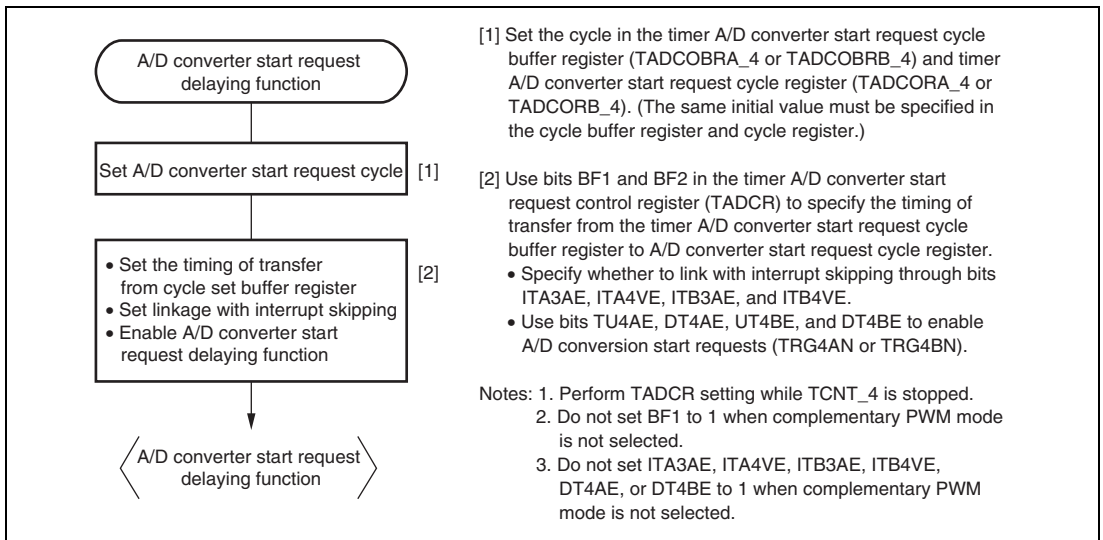 A/D converter start request
delaying function
Set A/D converter start request cycle
[1]
• Set the timing of transfer
from cycle set buffer register
• Set linkage with interrupt skipping
• Enable A/D converter start
request delaying function
[2]
A/D converter start request
delaying function
[1] Set the cycle in the timer A/D converter start request cycle
buffer register (TADCOBRA_4 or TADCOBRB_4) and timer
A/D converter start request cycle register (TADCORA_4 or
TADCORB_4). (The same initial value must be specified in
the cycle buffer register and cycle register.)
[2] Use bits BF1 and BF2 in the timer A/D converter start
request control register (TADCR) to specify the timing of
transfer from the timer A/D converter start request cycle
buffer register to A/D converter start request cycle register.
• Specify whether to link with interrupt skipping through bits
ITA3AE, ITA4VE, ITB3AE, and ITB4VE.
• Use bits TU4AE, DT4AE, UT4BE, and DT4BE to enable
A/D conversion start requests (TRG4AN or TRG4BN).
Notes: 1. Perform TADCR setting while TCNT_4 is stopped.
2. Do not set BF1 to 1 when complementary PWM mode
is not selected.
3. Do not set ITA3AE, ITA4VE, ITB3AE, ITB4VE,
DT4AE, or DT4BE to 1 when complementary PWM
mode is not selected.